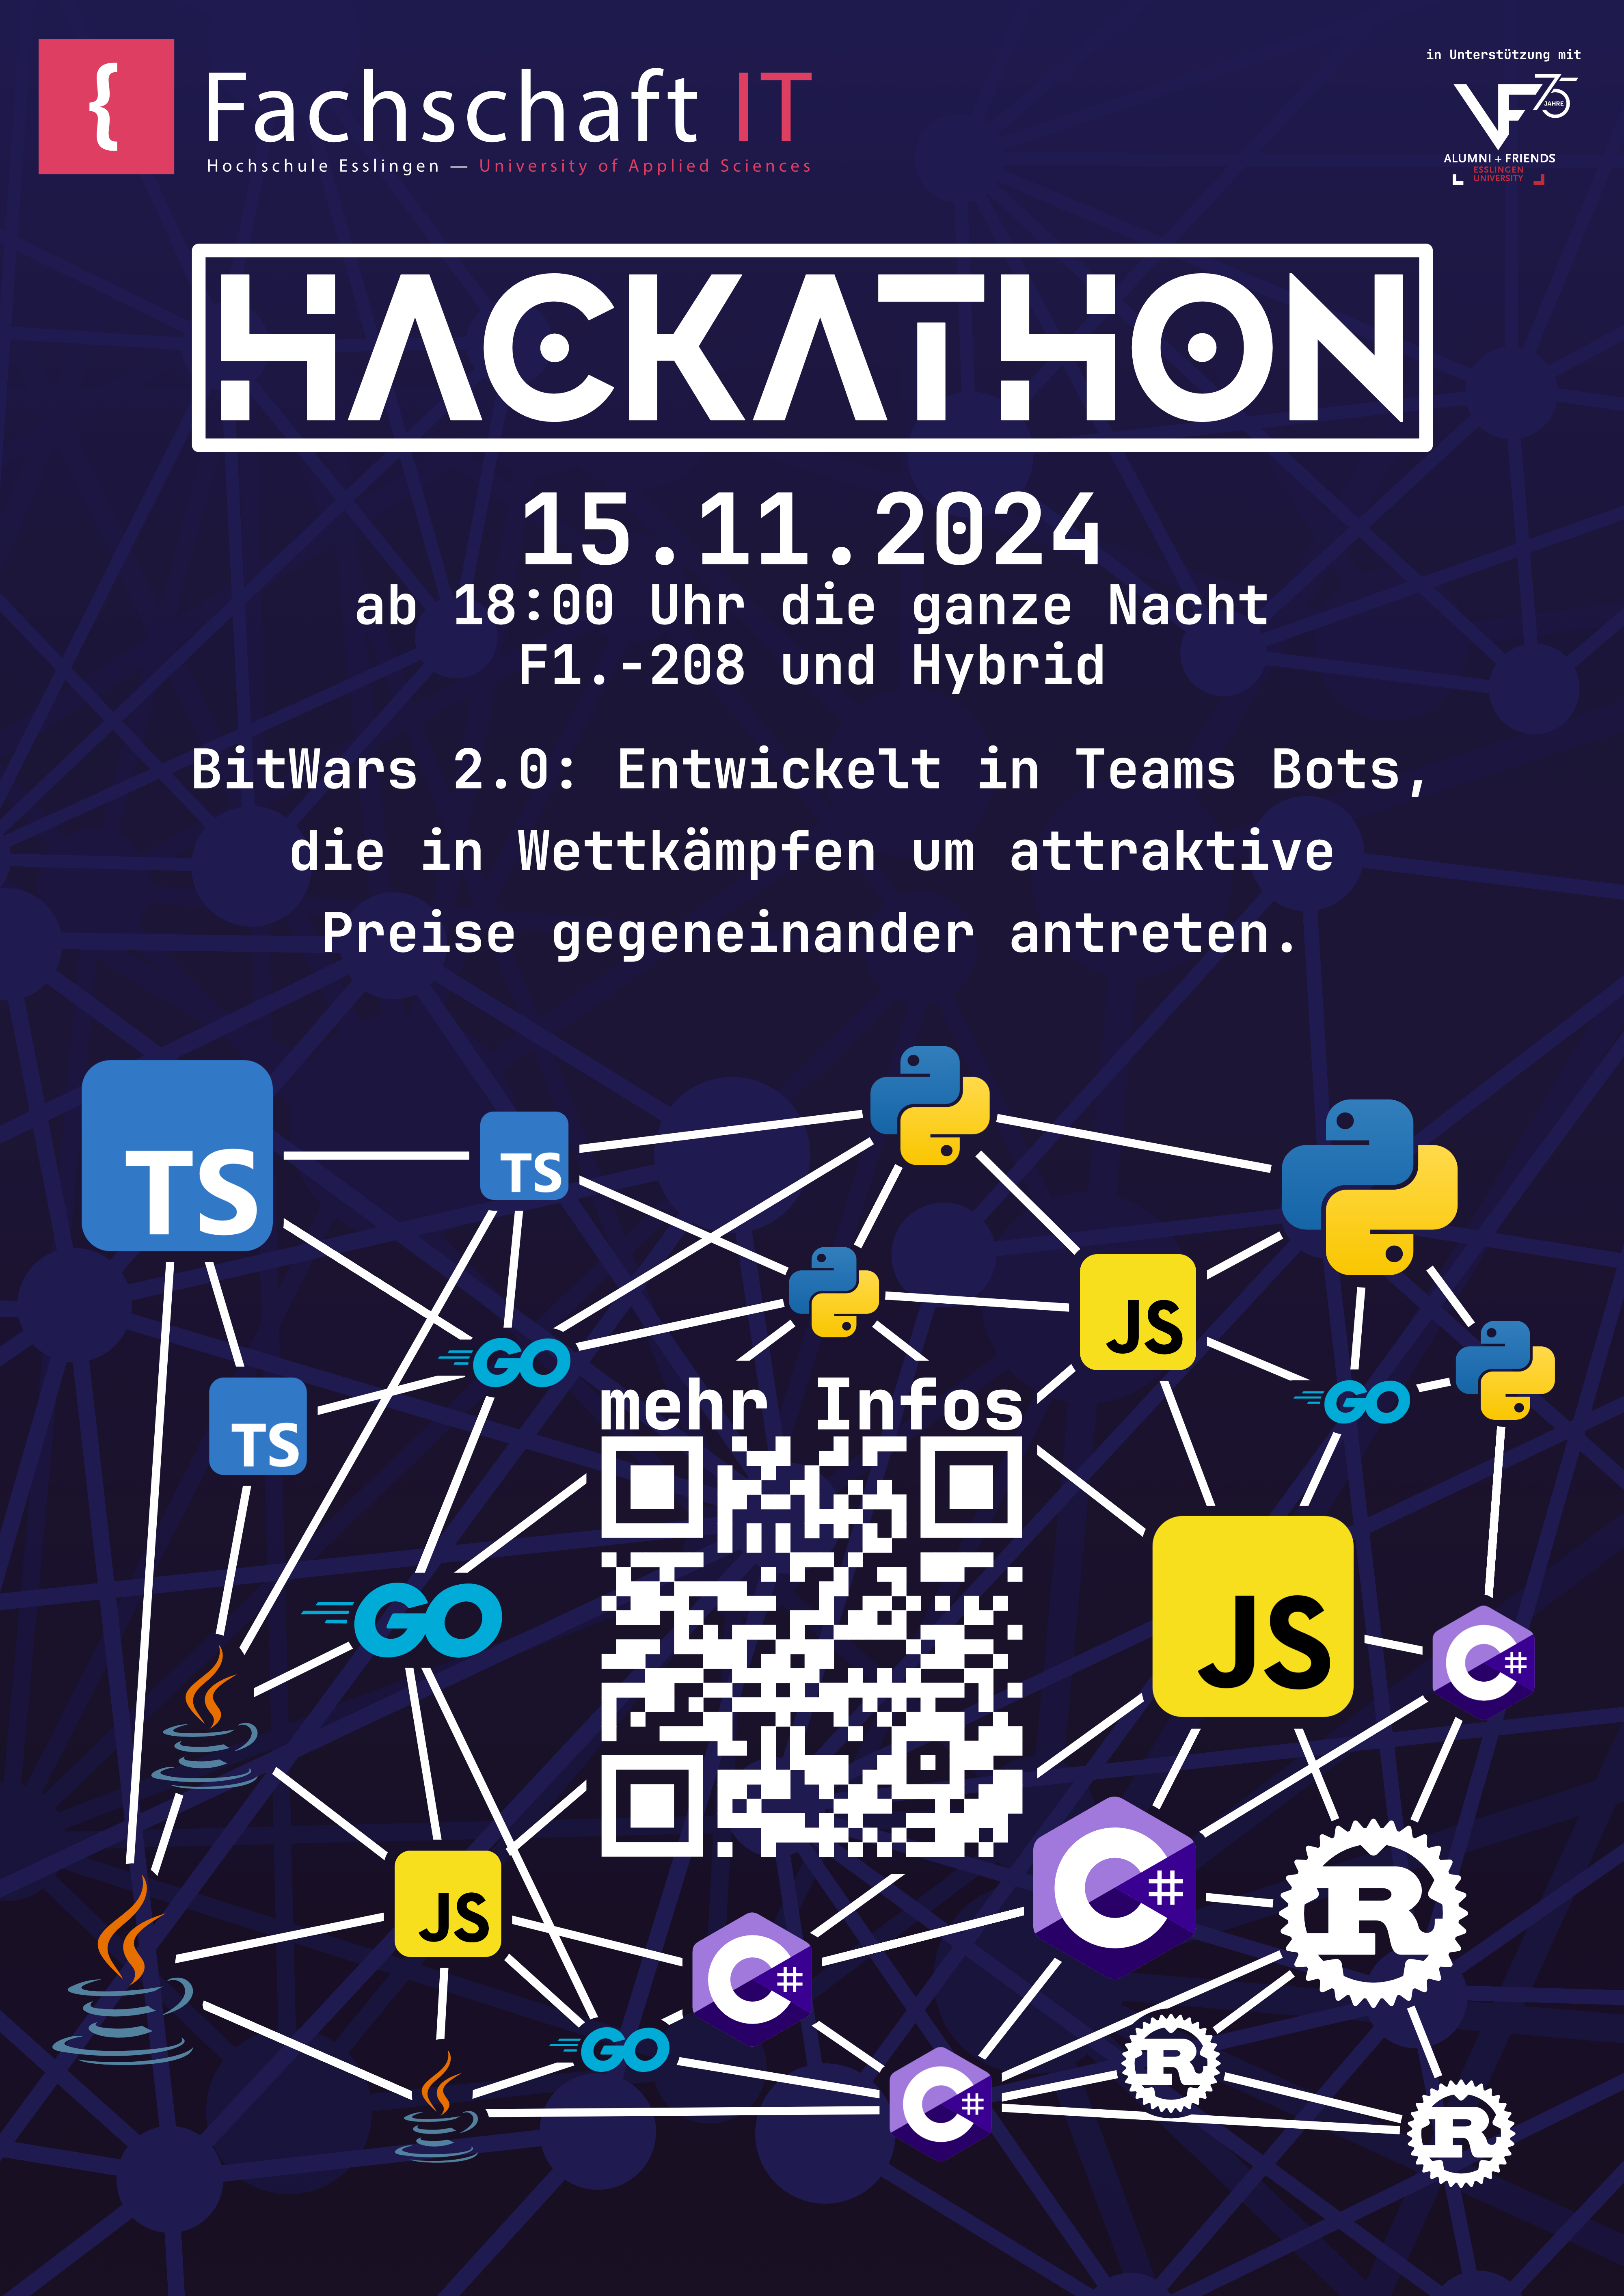 {
Fachschaft IT
Hochschule Esslingen — University of Applied Sciences
in Unterstützung mit
VF 75
JAHRE
ALUMNI + FRIENDS
ESSLINGEN
UNIVERSITY
HACKATHON
15.11.2024
ab 18:00 Uhr die ganze Nacht
F1.-208 und Hybrid
BitWars 2.0: Entwickelt in Teams Bots,
die in Wettkämpfen um attraktive
Preise gegeneinander antreten.
TS
TS
JS
GO
GO
TS
mehr Infos
GO
JS
C#
C#
R
JS
C#
GO
R
C#
R